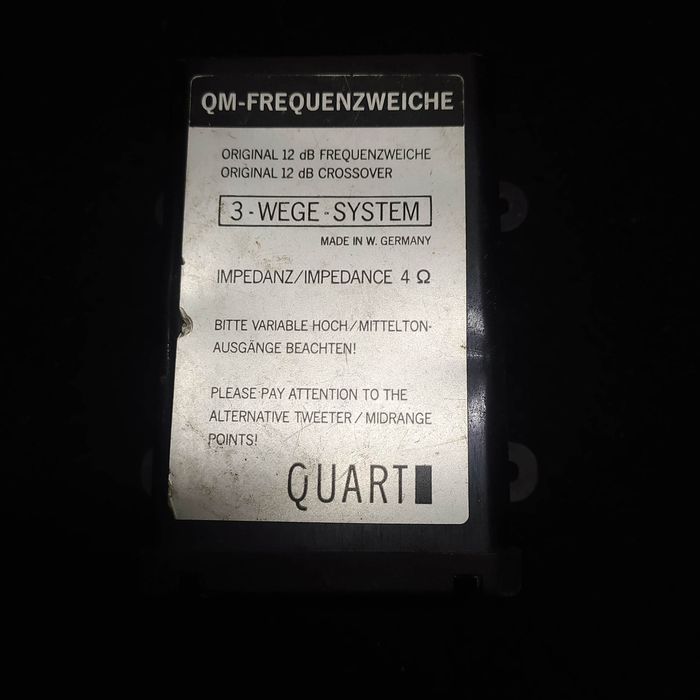 QM-FREQUENZWEICHE
ORIGINAL 12 dB FREQUENZWEICHE
ORIGINAL 12 dB CROSSOVER
3-WEGE-SYSTEM
MADE IN W. GERMANY
IMPEDANZ/IMPEDANCE 4 Ω
BITTE VARIABLE HOCH/MITTELTON-
AUSGÄNGE BEACHTEN!
PLEASE PAY ATTENTION TO THE
ALTERNATIVE TWEETER/MIDRANGE
POINTS!
QUART